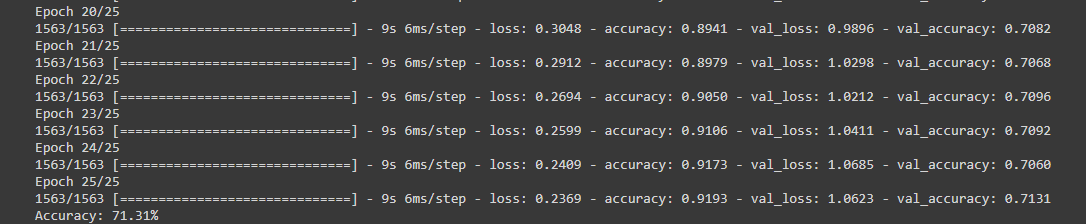 Epoch 20/25
1563/1563 [==============================] - 9s 6ms/step - loss: 0.3048 - accuracy: 0.8941 - val_loss: 0.9896 - val_accuracy: 0.7082
Epoch 21/25
1563/1563 [==============================] - 9s 6ms/step - loss: 0.2912 - accuracy: 0.8979 - val_loss: 1.0298 - val_accuracy: 0.7068
Epoch 22/25
1563/1563 [==============================] - 9s 6ms/step - loss: 0.2694 - accuracy: 0.9050 - val_loss: 1.0212 - val_accuracy: 0.7096
Epoch 23/25
1563/1563 [==============================] - 9s 6ms/step - loss: 0.2599 - accuracy: 0.9106 - val_loss: 1.0411 - val_accuracy: 0.7092
Epoch 24/25
1563/1563 [==============================] - 9s 6ms/step - loss: 0.2409 - accuracy: 0.9173 - val_loss: 1.0685 - val_accuracy: 0.7060
Epoch 25/25
1563/1563 [==============================] - 9s 6ms/step - loss: 0.2369 - accuracy: 0.9193 - val_loss: 1.0623 - val_accuracy: 0.7131
Accuracy: 71.31%